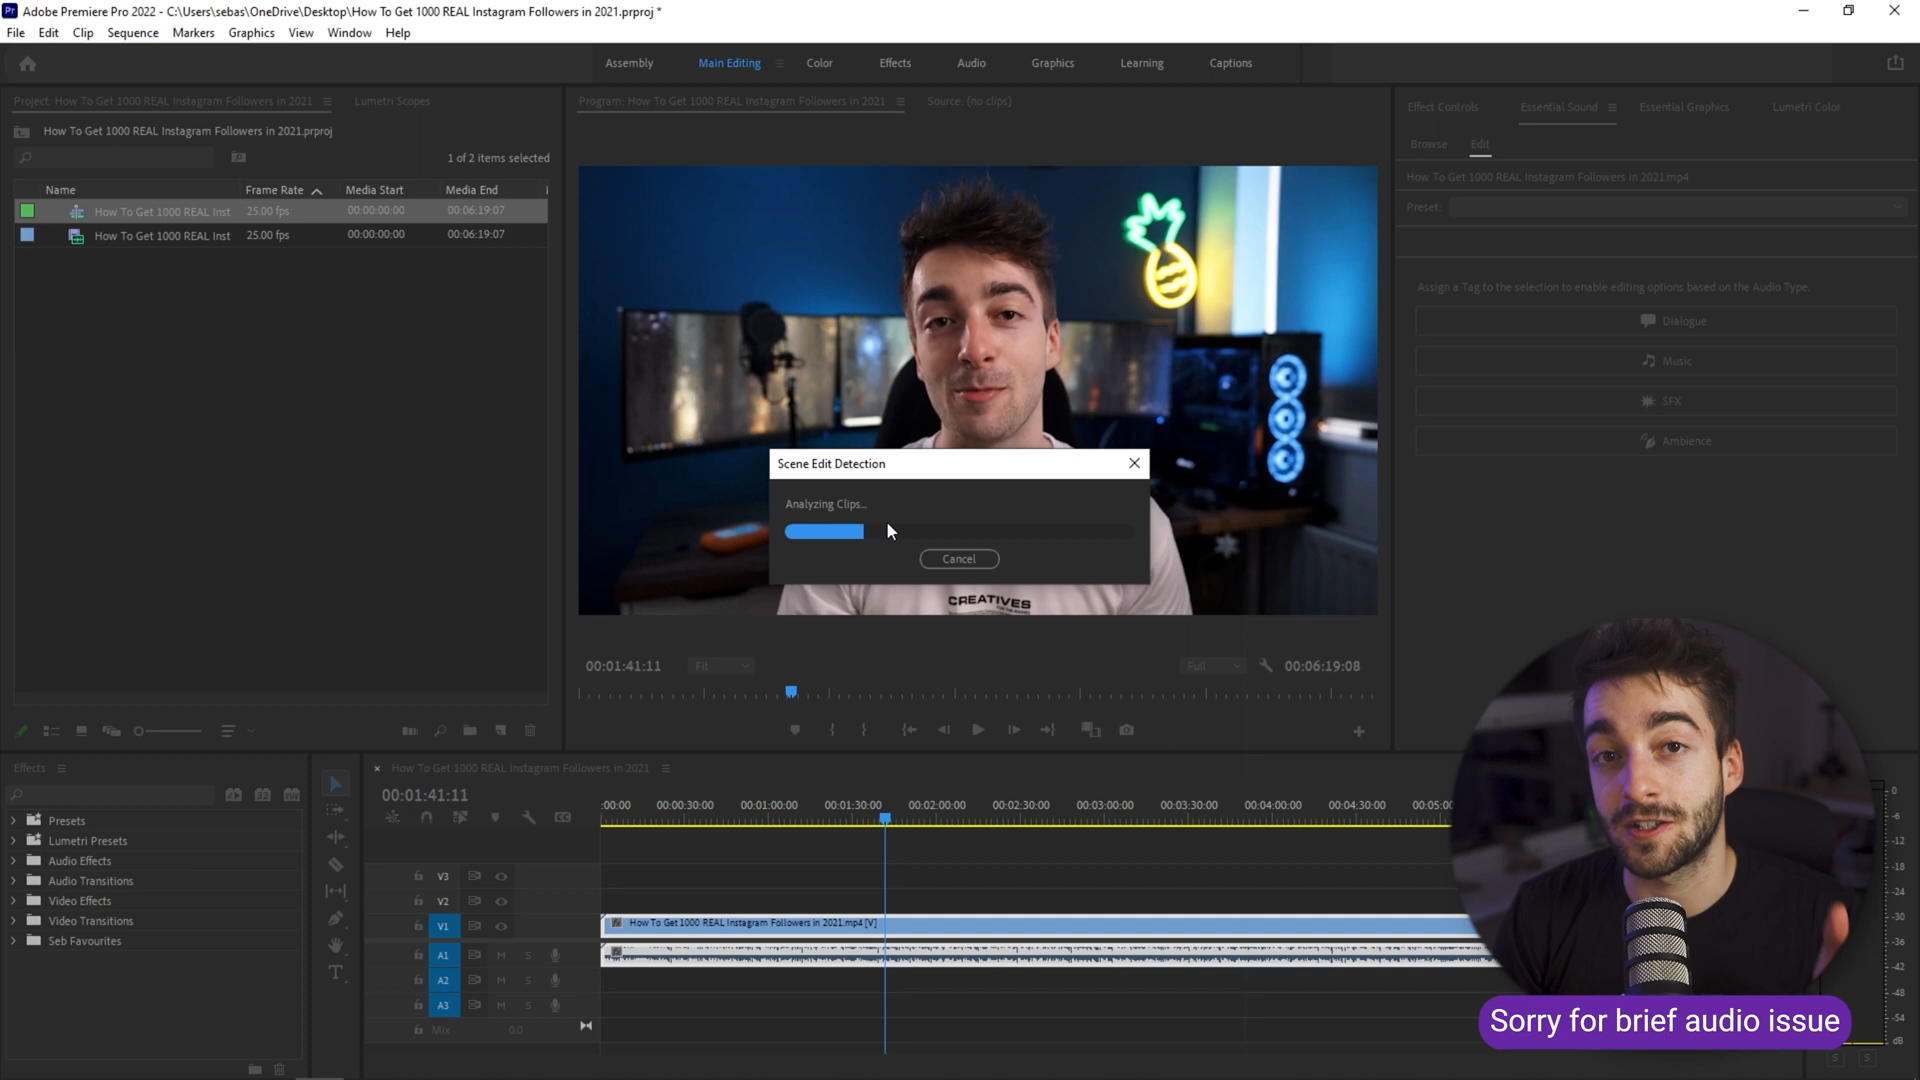 Adobe Premiere Pro 2022 - C:\Users\sebas\OneDrive\Desktop\How To Get 1000 REAL Instagram Followers in 2021.prproj *
File Edit Clip Sequence Markers Graphics View Window Help
Assembly Main Editing Color Effects Audio Graphics Learning Captions
Project: How To Get 1000 REAL Instagram Followers in 2021 Lumetri Scopes
How To Get 1000 REAL Instagram Followers in 2021.prproj
1 of 2 items selected
Name Frame Rate Media Start Media End
How To Get 1000 REAL Inst 25.00 fps 00:00:00:00 00:06:19:07
How To Get 1000 REAL Inst 25.00 fps 00:00:00:00 00:06:19:07
Program: How To Get 1000 REAL Instagram Followers in 2021 Source: (no clips)
Scene Edit Detection
Analyzing Clips...
Cancel
CREATIVES
00:01:41:11 Fit Full 00:06:19:08
Effect Controls Essential Sound Essential Graphics Lumetri Color
Browse Edit
How To Get 1000 REAL Instagram Followers in 2021.mp4
Preset:
Assign a Tag to the selection to enable editing options based on the Audio Type.
Dialogue
Music
SFX
Ambience
Effects
Presets
Lumetri Presets
Audio Effects
Audio Transitions
Video Effects
Video Transitions
Seb Favourites
× How To Get 1000 REAL Instagram Followers in 2021
00:01:41:11
:00:00 00:00:30:00 00:01:00:00 00:01:30:00 00:02:00:00 00:02:30:00 00:03:00:00 00:03:30:00 00:04:00:00 00:04:30:00 00:05:0
V3
V2
V1 How To Get 1000 REAL Instagram Followers in 2021.mp4 [V]
A1 M S
A2 M S
A3 M S
Mix 0.0
0
-6
-12
-18
-24
-30
-36
-42
-48
-54
dB
S S
Sorry for brief audio issue